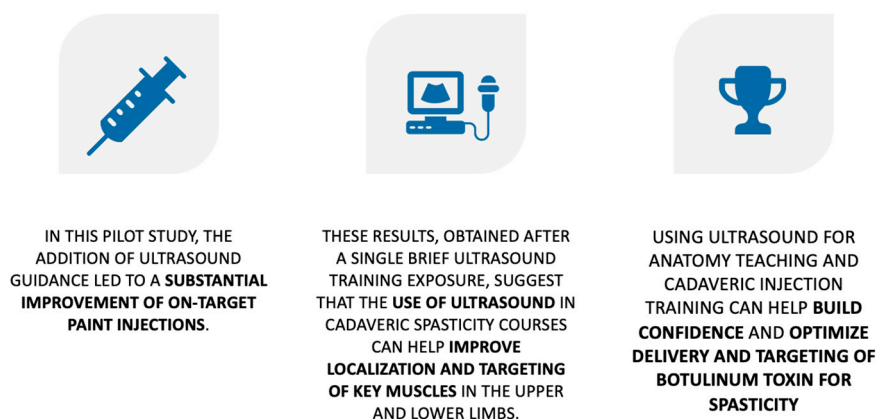 IN THIS PILOT STUDY, THE
ADDITION OF ULTRASOUND
GUIDANCE LED TO A SUBSTANTIAL
IMPROVEMENT OF ON-TARGET
PAINT INJECTIONS.
THESE RESULTS, OBTAINED AFTER
A SINGLE BRIEF ULTRASOUND
TRAINING EXPOSURE, SUGGEST
THAT THE USE OF ULTRASOUND IN
CADAVERIC SPASTICITY COURSES
CAN HELP IMPROVE
LOCALIZATION AND TARGETING
OF KEY MUSCLES IN THE UPPER
AND LOWER LIMBS.
USING ULTRASOUND FOR
ANATOMY TEACHING AND
CADAVERIC INJECTION
TRAINING CAN HELP BUILD
CONFIDENCE AND OPTIMIZE
DELIVERY AND TARGETING OF
BOTULINUM TOXIN FOR
SPASTICITY